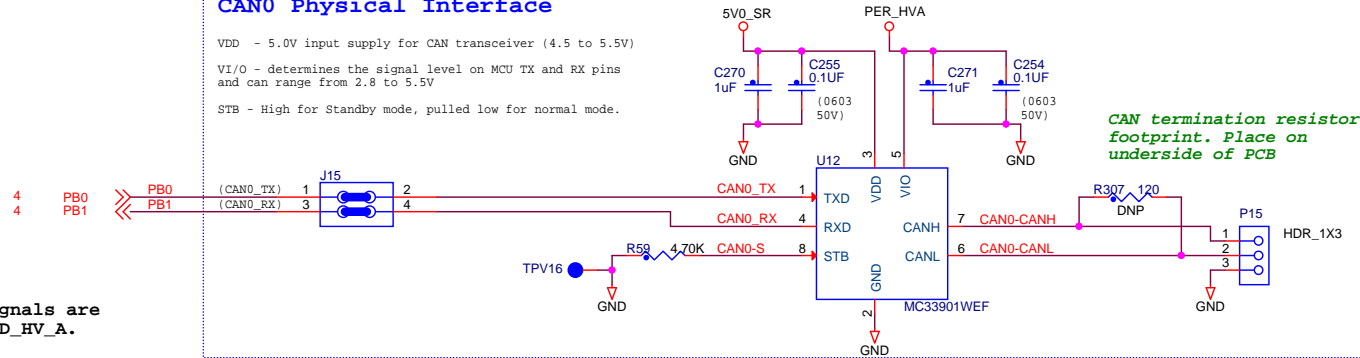 CAN0 Physical Interface
VDD - 5.0V input supply for CAN transceiver (4.5 to 5.5V)
VI/O - determines the signal level on MCU TX and RX pins
and can range from 2.8 to 5.5V
STB - High for Standby mode, pulled low for normal mode.
5V0_SR
PER_HVA
C270
1uF
C255
0.1UF
(0603
50V)
C271
1uF
C254
0.1UF
(0603
50V)
GND
GND
CAN termination resistor
footprint. Place on
underside of PCB
U12
3
5
J15
4 PB0 PB0 (CAN0_TX) 1 2 CAN0_TX 1 TXD VDD VIO
4 PB1 PB1 (CAN0_RX) 3 4
CAN0_RX 4 RXD CANH 7 CAN0-CANH
R307 120
DNP
P15
HDR_1X3
1
2
3
R59 4.70K CAN0-S 8 STB CANL 6 CAN0-CANL
TPV16
GND
GND
GND
MC33901WEF
2
GND
gnals are
D_HV_A.